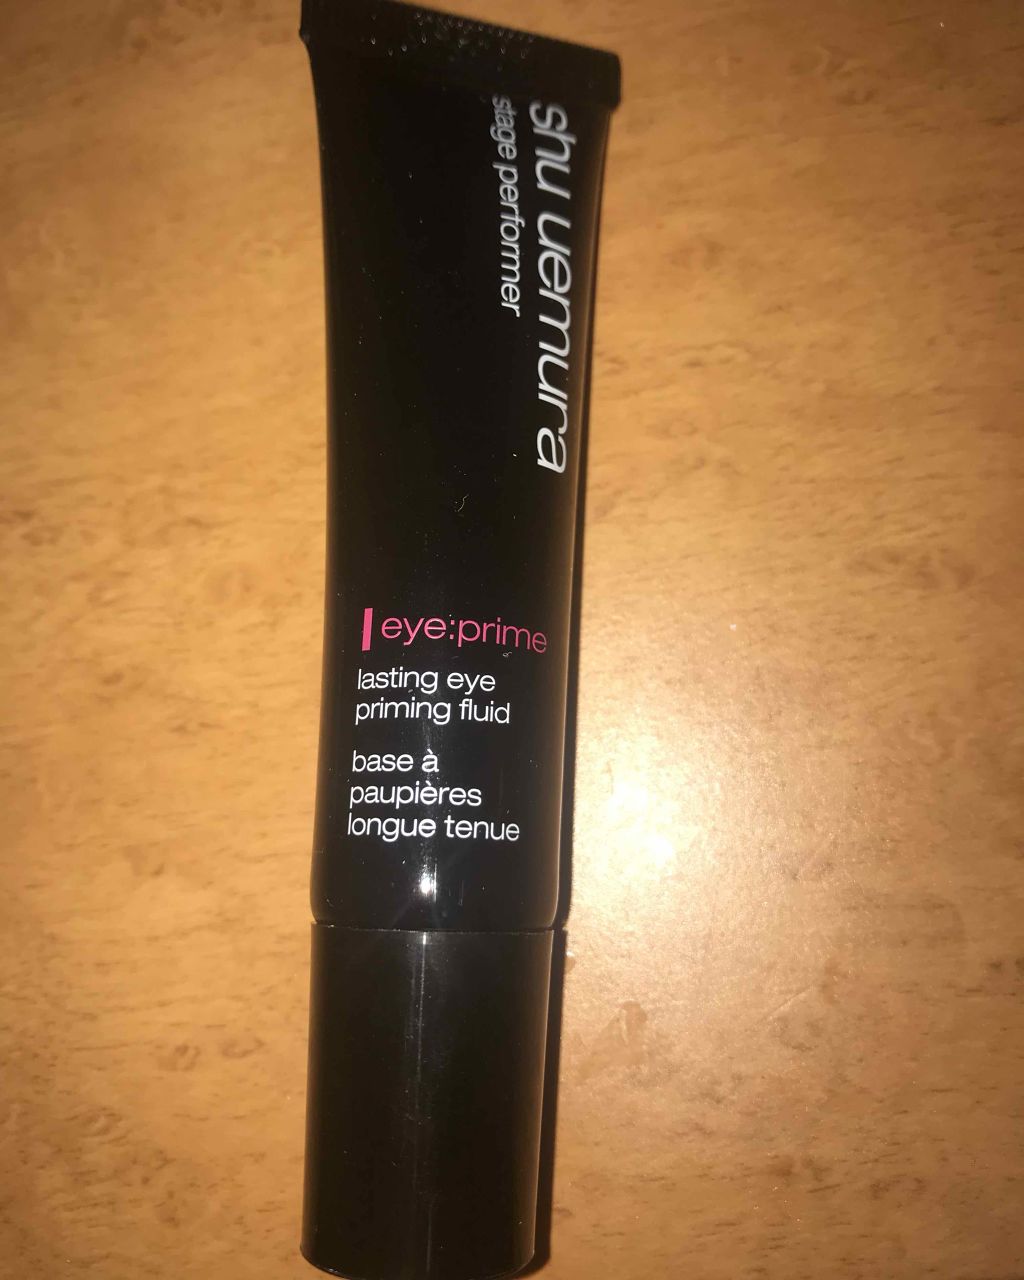 shu uemura
stage performer
eye:prime
lasting eye
priming fluid
base à
paupières
longue tenue